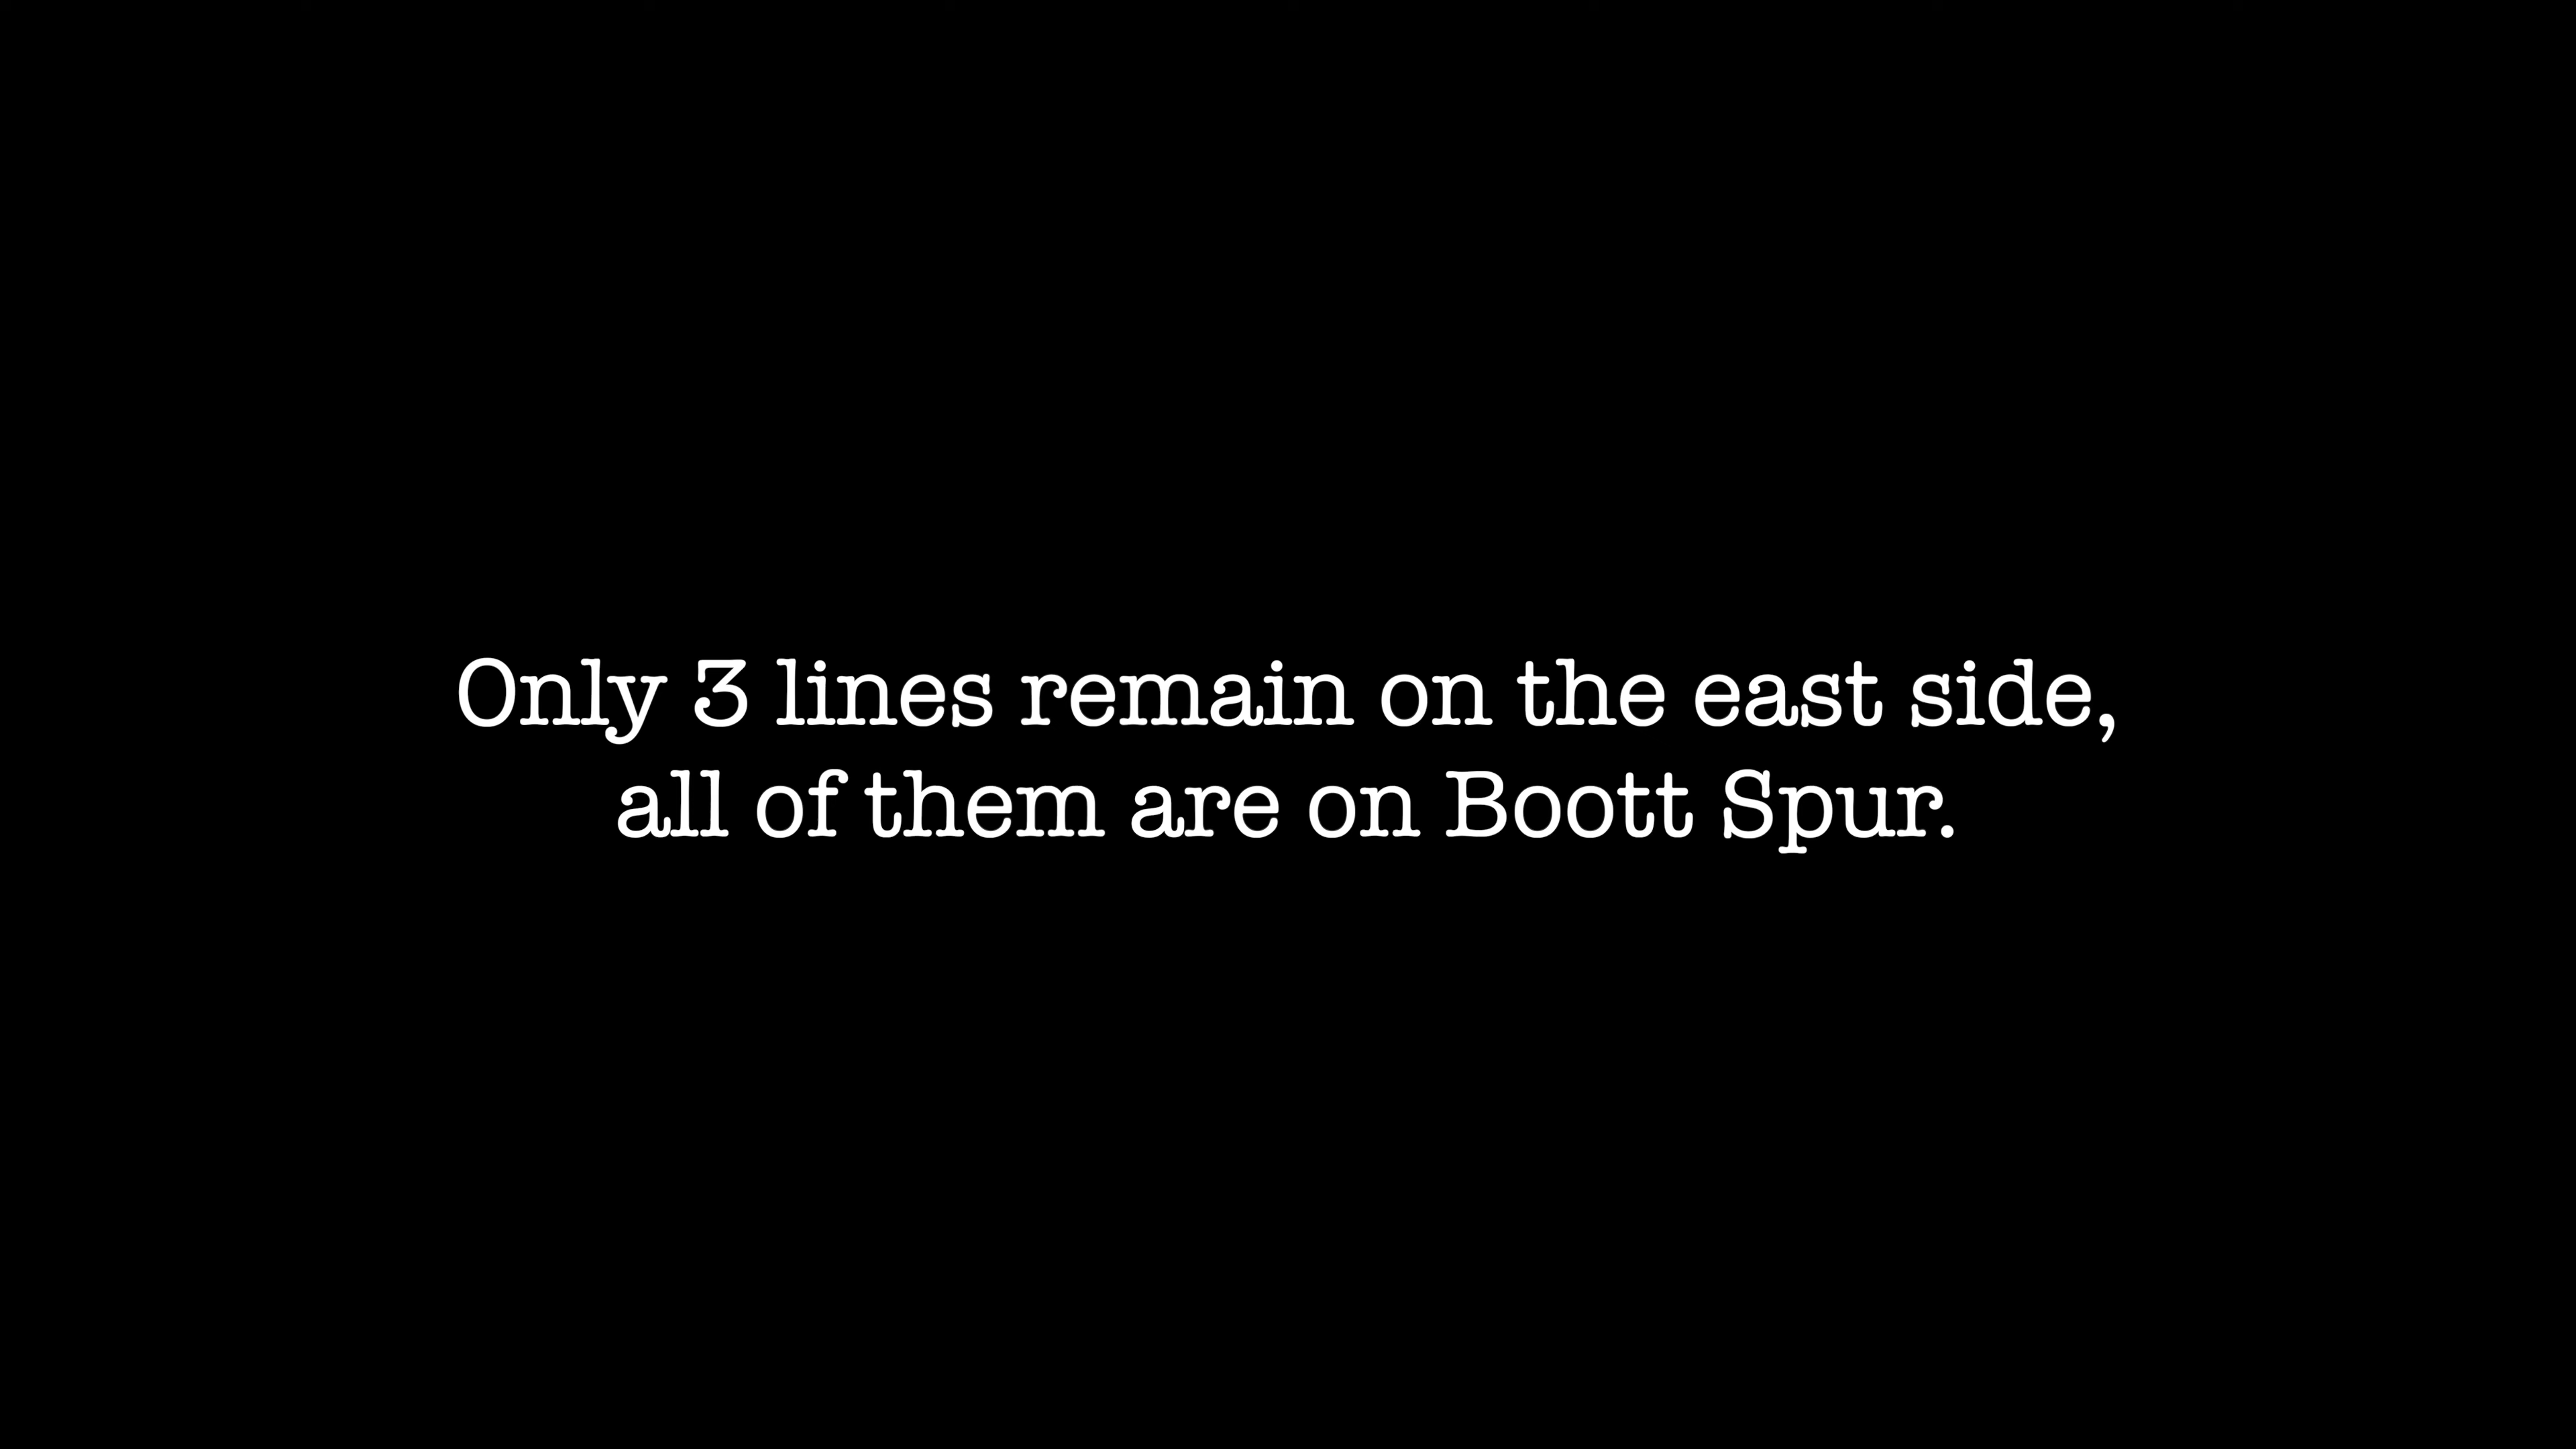 Only 3 lines remain on the east side,
all of them are on Boott Spur.